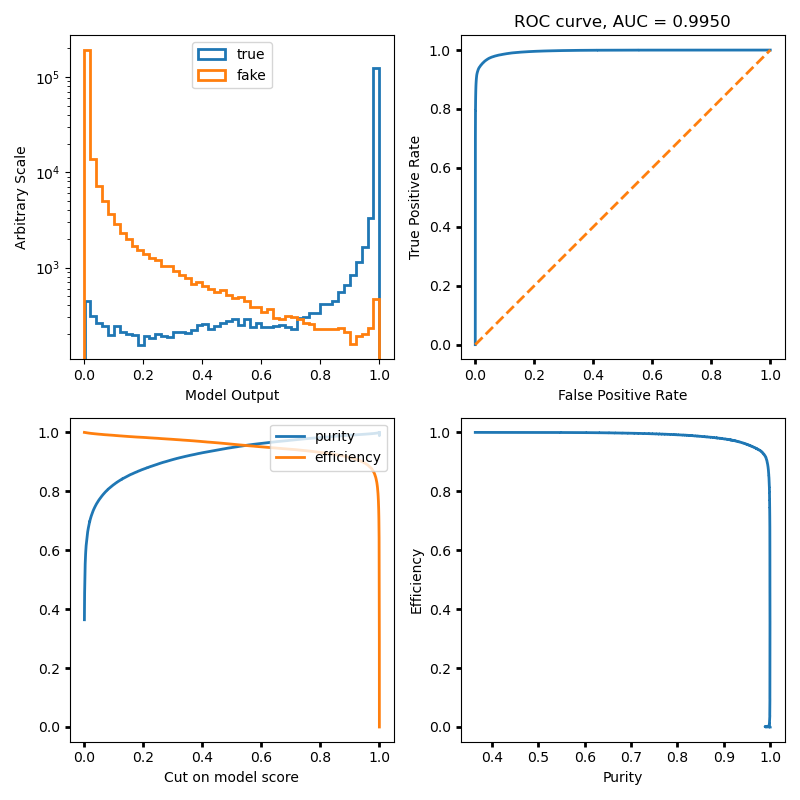 true
fake
10^5
10^4
10^3
Arbitrary Scale
0.0 0.2 0.4 0.6 0.8 1.0
Model Output
ROC curve, AUC = 0.9950
1.0
0.8
0.6
0.4
0.2
0.0
True Positive Rate
0.0 0.2 0.4 0.6 0.8 1.0
False Positive Rate
purity
efficiency
1.0
0.8
0.6
0.4
0.2
0.0
0.0 0.2 0.4 0.6 0.8 1.0
Cut on model score
1.0
0.8
0.6
0.4
0.2
0.0
Efficiency
0.4 0.5 0.6 0.7 0.8 0.9 1.0
Purity